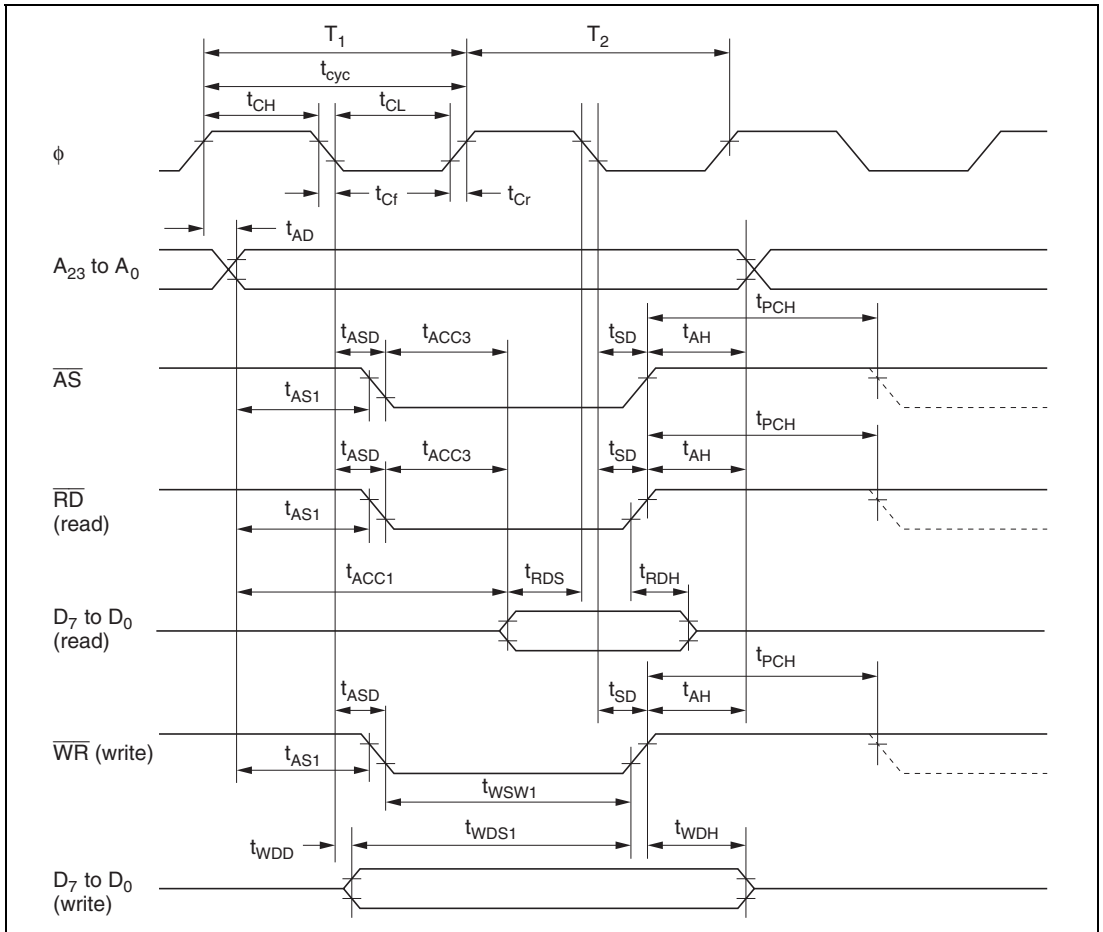 T1 T2
tcyc
tCH tCL
φ
tCf tCr
tAD
A23 to A0
tPCH
tASD tACC3 tSD tAH
AS
tAS1
tPCH
tASD tACC3 tSD tAH
RD
(read)
tAS1
tACC1 tRDS tRDH
D7 to D0
(read)
tPCH
tASD tSD tAH
WR (write)
tAS1
tWSW1
tWDS1 tWDH
tWDD
D7 to D0
(write)